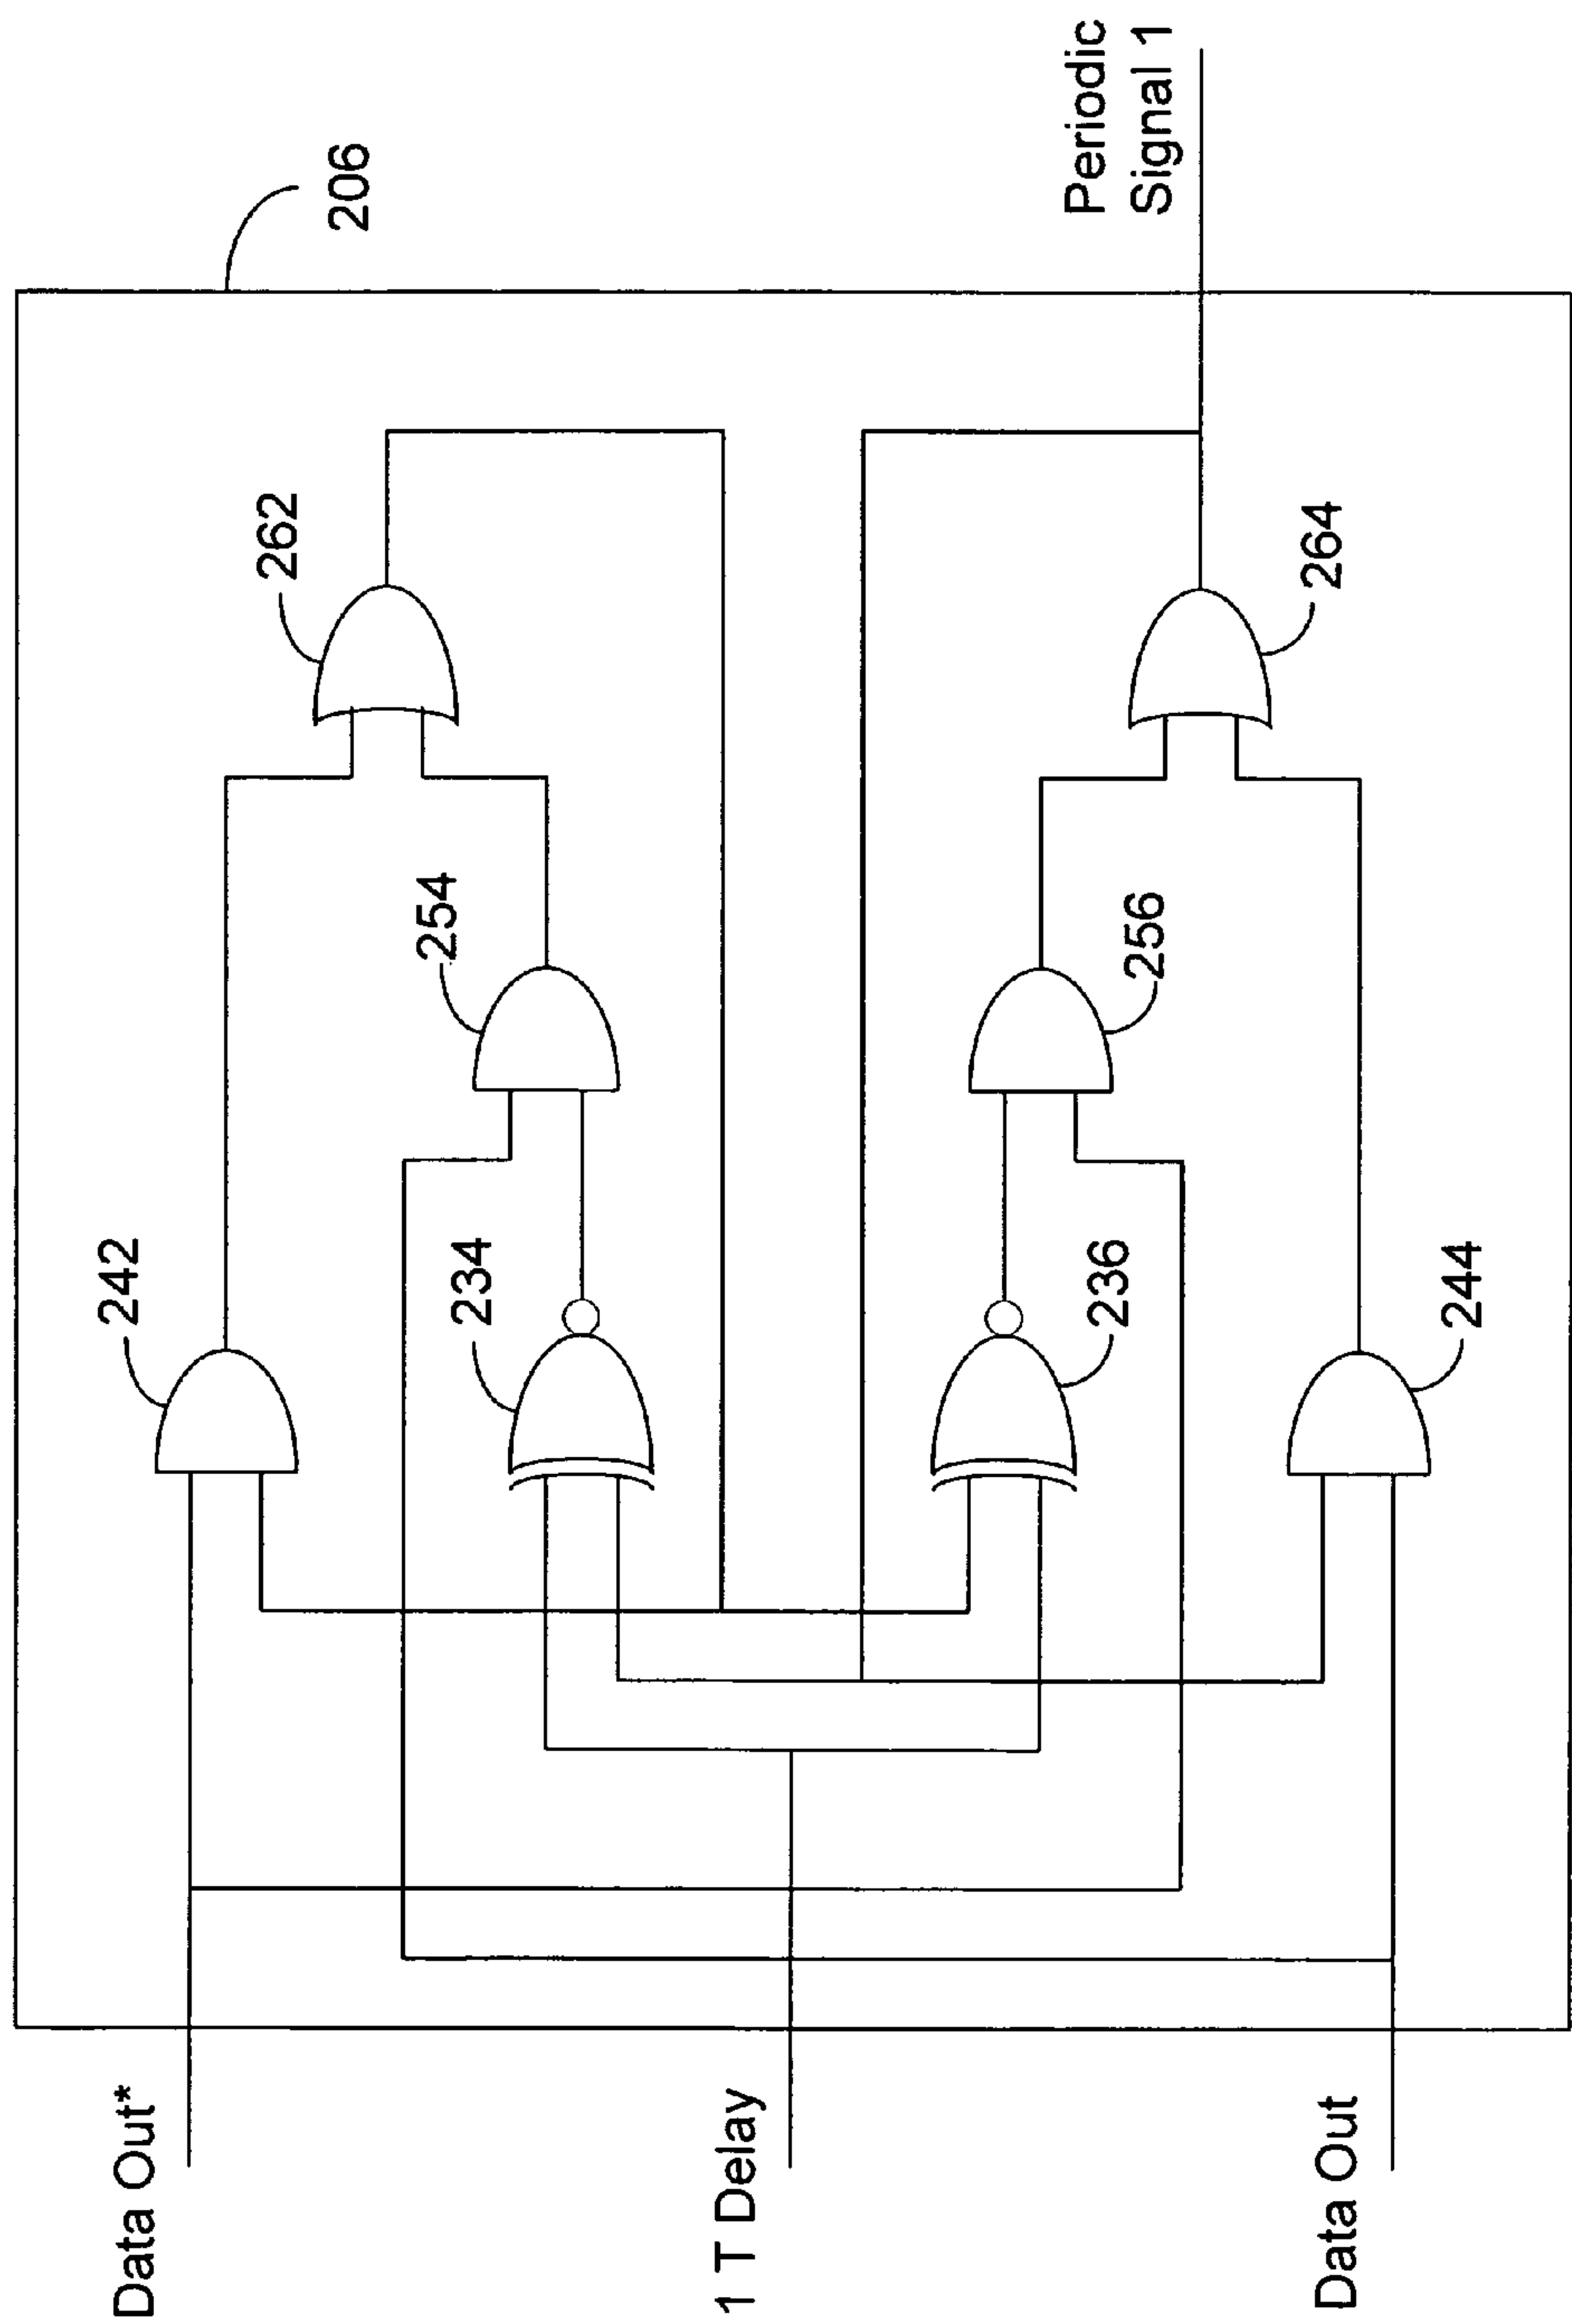 206
Periodic
Signal 1
262
264
254
256
242
234
236
244
Data Out*
1 T Delay
Data Out